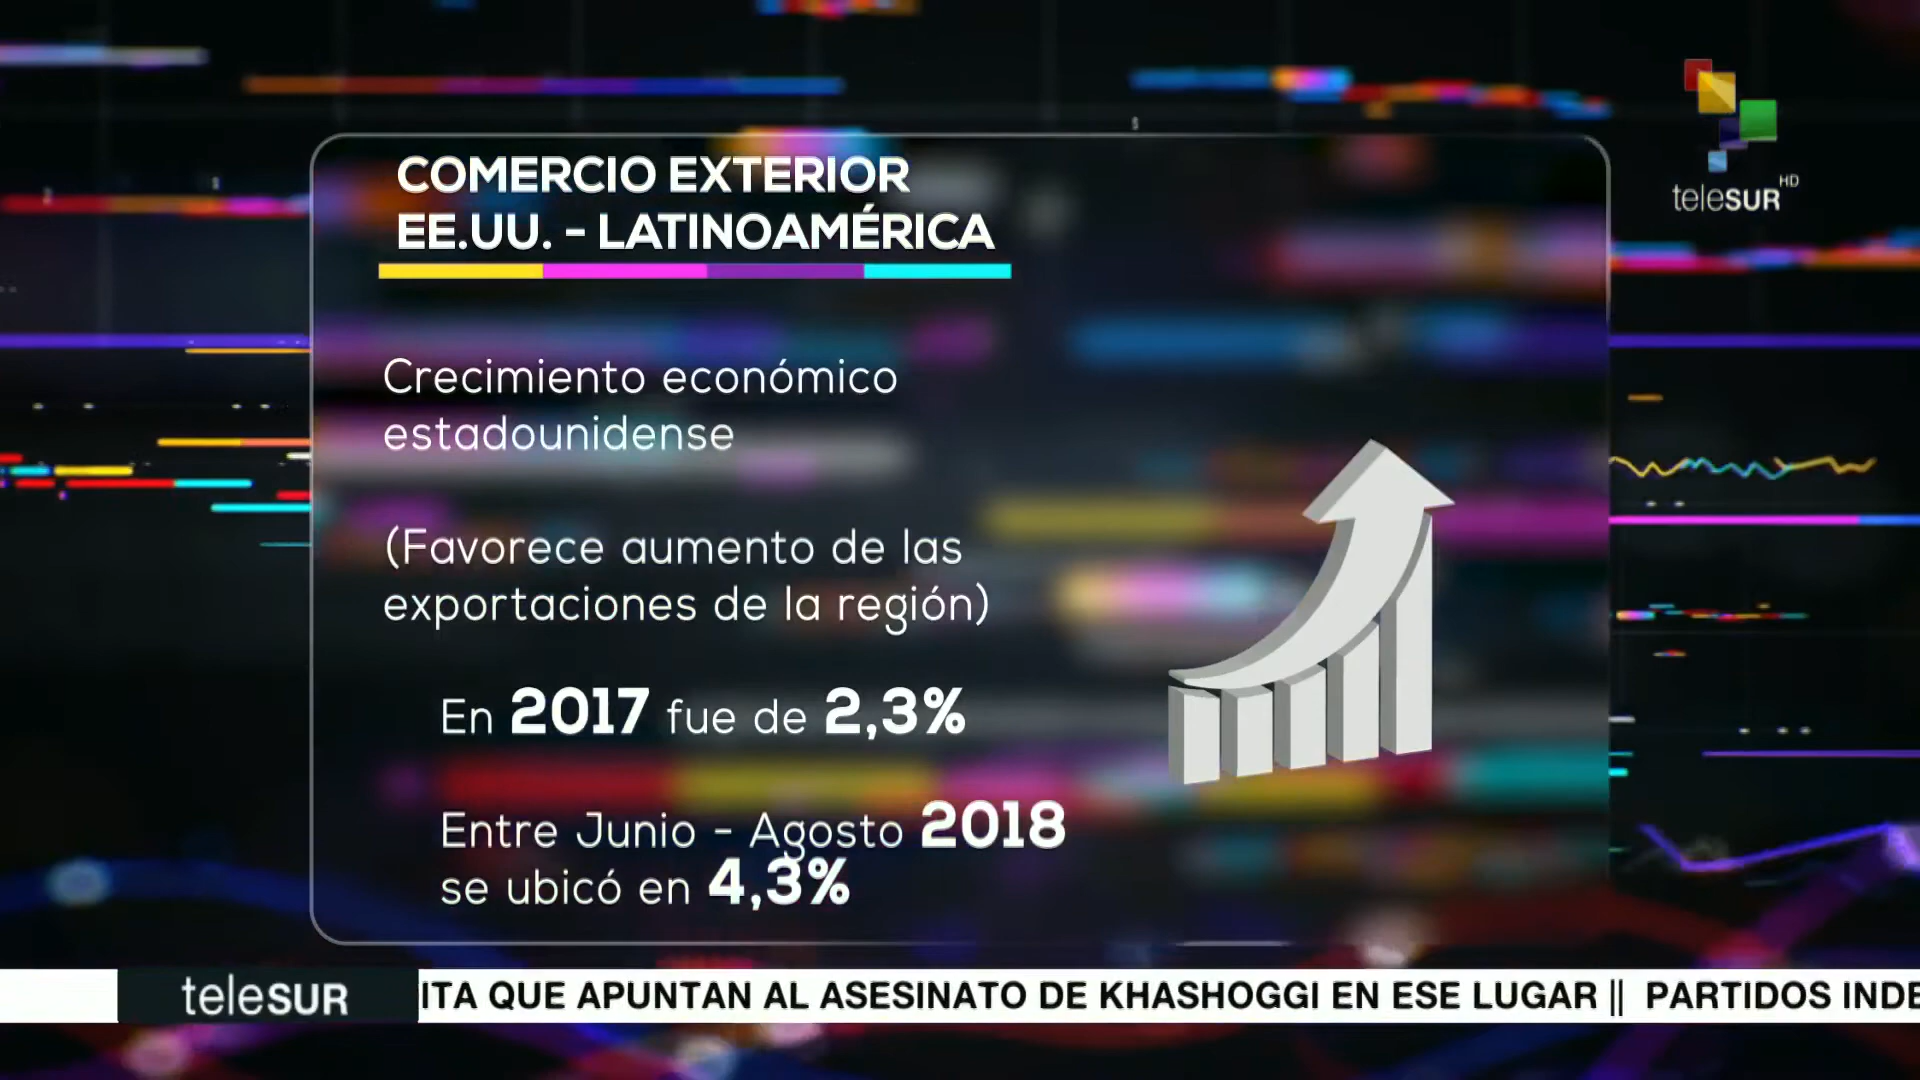 COMERCIO EXTERIOR
EE.UU. - LATINOAMÉRICA
teleSUR HD
Crecimiento económico
estadounidense
(Favorece aumento de las
exportaciones de la región)
En 2017 fue de 2,3%
Entre Junio - Agosto 2018
se ubicó en 4,3%
teleSUR
ITA QUE APUNTAN AL ASESINATO DE KHASHOGGI EN ESE LUGAR || PARTIDOS INDE